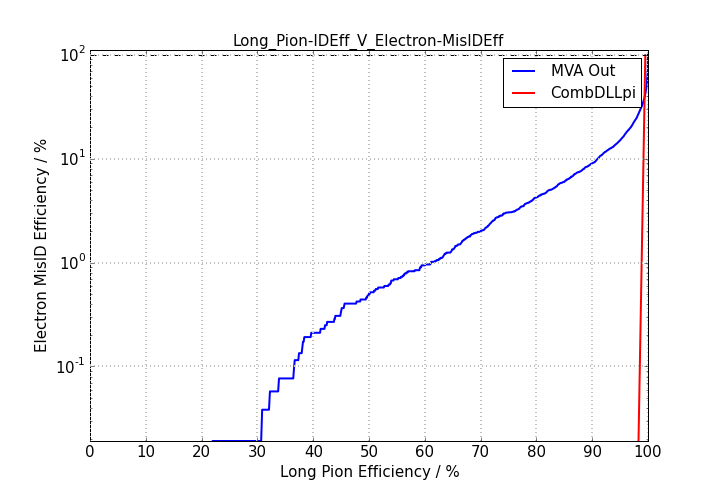 Long_Pion-IDEff_V_Electron-MisIDEff
10²
MVA Out
CombDLLpi
10¹
10⁰
10⁻¹
Electron MisID Efficiency / %
0 10 20 30 40 50 60 70 80 90 100
Long Pion Efficiency / %